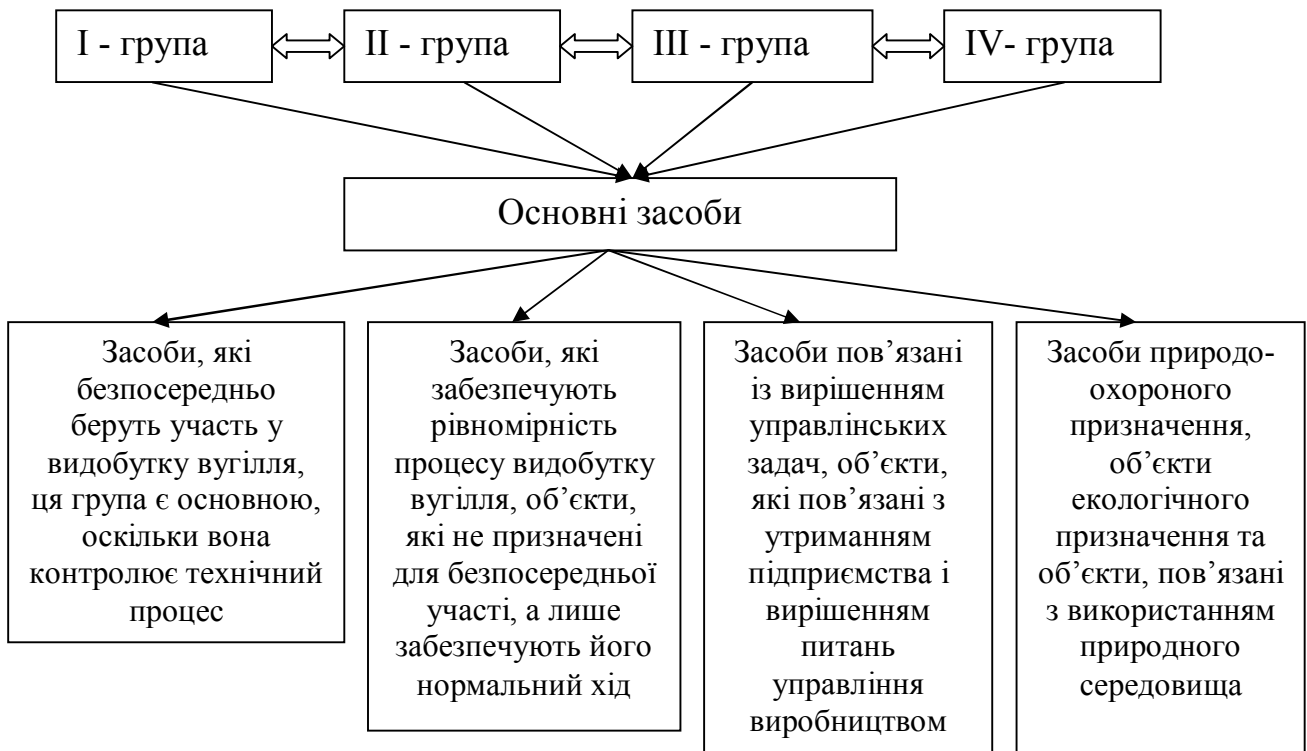 I - група
II - група
III - група
IV- група
Основні засоби
Засоби, які
безпосередньо
беруть участь у
видобутку вугілля,
ця група є основною,
оскільки вона
контролює технічний
процес
Засоби, які
забезпечують
рівномірність
процесу видобутку
вугілля, об’єкти,
які не призначені
для безпосередньої
участі, а лише
забезпечують його
нормальний хід
Засоби пов’язані
із вирішенням
управлінських
задач, об’єкти,
які пов’язані з
утриманням
підприємства і
вирішенням
питань
управління
виробництвом
Засоби природо-
охороного
призначення,
об’єкти
екологічного
призначення та
об’єкти, пов’язані
з використанням
природного
середовища